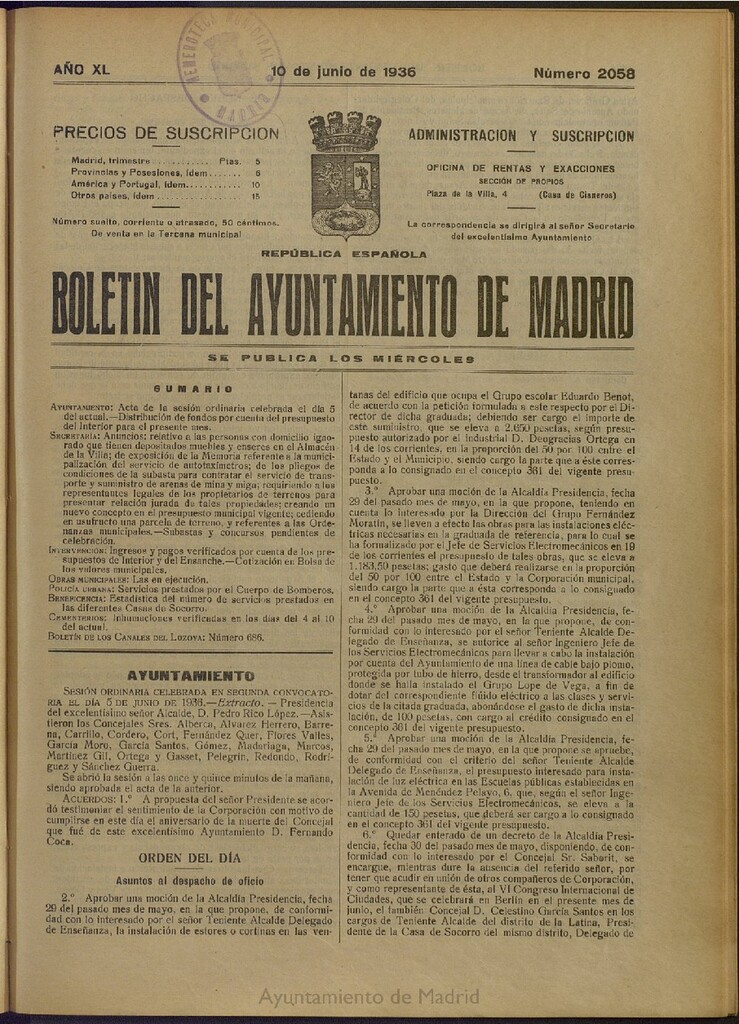 AÑO XL
10 de junio de 1936
Número 2058
HEMEROTECA MUNICIPAL
PRECIOS DE SUSCRIPCION
Madrid, trimestre ........... Ptas. 5
Provincias y Posesiones, ídem....... 6
América y Portugal, ídem........... 10
Otros países, ídem ................. 15
Número suelto, corriente o atrasado, 50 céntimos.
De venta en la Tercena municipal
ADMINISTRACION Y SUSCRIPCION
OFICINA DE RENTAS Y EXACCIONES
SECCIÓN DE PROPIOS
Plaza de la Villa, 4 (Casa de Cisneros)
La correspondencia se dirigirá al señor Secretario
del excelentísimo Ayuntamiento
REPÚBLICA ESPAÑOLA
BOLETIN DEL AYUNTAMIENTO DE MADRID
SE PUBLICA LOS MIÉRCOLES
SUMARIO
AYUNTAMIENTO: Acta de la sesión ordinaria celebrada el día 5
del actual.—Distribución de fondos por cuenta del presupuesto
del Interior para el presente mes.
SECRETARÍA: Anuncios: relativo a las personas con domicilio igno-
rado que tienen depositados muebles y enseres en el Almacén
de la Villa; de exposición de la Memoria referente a la munici-
palización del servicio de autotaxímetros; de los pliegos de
condiciones de la subasta para contratar el servicio de trans-
porte y suministro de arenas de mina y miga; requiriendo a los
representantes legales de los propietarios de terrenos para
presentar relación jurada de tales propiedades; creando un
nuevo concepto en el presupuesto municipal vigente; cediendo
en usufructo una parcela de terreno, y referentes a las Orde-
nanzas municipales.—Subastas y concursos pendientes de
celebración.
INTERVENCIÓN: Ingresos y pagos verificados por cuenta de los pre-
supuestos de Interior y del Ensanche.—Cotización en Bolsa de
los valores municipales.
OBRAS MUNICIPALES: Las en ejecución.
POLICÍA URBANA: Servicios prestados por el Cuerpo de Bomberos.
BENEFICENCIA: Estadística del número de servicios prestados en
las diferentes Casas de Socorro.
CEMENTERIOS: Inhumaciones verificadas en los días del 4 al 10
del actual.
BOLETÍN DE LOS CANALES DEL LOZOYA: Número 686.
AYUNTAMIENTO
SESIÓN ORDINARIA CELEBRADA EN SEGUNDA CONVOCATO-
RIA EL DÍA 5 DE JUNIO DE 1936.—Extracto. — Presidencia
del excelentísimo señor Alcalde, D. Pedro Rico López.—Asis-
tieron los Concejales Sres. Alberca, Alvarez Herrero, Barre-
na, Carrillo, Cordero, Cort, Fernández Quer, Flores Valles,
García Moro, García Santos, Gómez, Madariaga, Marcos,
Martínez Gil, Ortega y Gasset, Pelegrín, Redondo, Rodrí-
guez y Sánchez Guerra.
Se abrió la sesión a las once y quince minutos de la mañana,
siendo aprobada el acta de la anterior.
ACUERDOS: 1.º A propuesta del señor Presidente se acor-
dó testimoniar el sentimiento de la Corporación con motivo de
cumplirse en este día el aniversario de la muerte del Concejal
que fué de este excelentísimo Ayuntamiento D. Fernando
Coca.
ORDEN DEL DÍA
Asuntos al despacho de oficio
2.º Aprobar una moción de la Alcaldía Presidencia, fecha
29 del pasado mes de mayo, en la que propone, de conformi-
dad con lo interesado por el señor Teniente Alcalde Delegado
de Enseñanza, la instalación de estores o cortinas en las ven-
tanas del edificio que ocupa el Grupo escolar Eduardo Benot,
de acuerdo con la petición formulada a este respecto por el Di-
rector de dicha graduada; debiendo ser cargo el importe de
este suministro, que se eleva a 2.650 pesetas, según presu-
puesto autorizado por el industrial D. Deogracias Ortega en
14 de los corrientes, en la proporción del 50 por 100 entre el
Estado y el Municipio, siendo cargo la parte que a éste corres-
ponda a lo consignado en el concepto 361 del vigente presu-
puesto.
3.º Aprobar una moción de la Alcaldía Presidencia, fecha
29 del pasado mes de mayo, en la que propone, teniendo en
cuenta lo interesado por la Dirección del Grupo Fernández
Moratín, se lleven a efecto las obras para las instalaciones eléc-
tricas necesarias en la graduada de referencia, para lo cual se
ha formalizado por el Jefe de Servicios Electromecánicos en 19
de los corrientes el presupuesto de tales obras, que se eleva a
1.183,50 pesetas; gasto que deberá realizarse en la proporción
del 50 por 100 entre el Estado y la Corporación municipal,
siendo cargo la parte que a ésta corresponda a lo consignado
en el concepto 361 del vigente presupuesto.
4.º Aprobar una moción de la Alcaldía Presidencia, fe-
cha 29 del pasado mes de mayo, en la que propone, de con-
formidad con lo interesado por el señor Teniente Alcalde De-
legado de Enseñanza, se autorice al señor Ingeniero Jefe de
los Servicios Electromecánicos para llevar a cabo la instalación
por cuenta del Ayuntamiento de una línea de cable bajo plomo,
protegida por tubo de hierro, desde el transformador al edificio
donde se halla instalado el Grupo Lope de Vega, a fin de
dotar del correspondiente flúido eléctrico a las clases y servi-
cios de la citada graduada, abonándose el gasto de dicha insta-
lación, de 100 pesetas, con cargo al crédito consignado en el
concepto 361 del vigente presupuesto.
5.º Aprobar una moción de la Alcaldía Presidencia, fe-
cha 29 del pasado mes de mayo, en la que propone se apruebe,
de conformidad con el criterio del señor Teniente Alcalde
Delegado de Enseñanza, el presupuesto interesado para insta-
lación de luz eléctrica en las Escuelas públicas establecidas en
la Avenida de Menéndez Pelayo, 6, que, según el señor Inge-
niero Jefe de los Servicios Electromecánicos, se eleva a la
cantidad de 150 pesetas, que deberá ser cargo a lo consignado
en el concepto 361 del vigente presupuesto.
6.º Quedar enterado de un decreto de la Alcaldía Presi-
dencia, fecha 30 del pasado mes de mayo, disponiendo, de con-
formidad con lo interesado por el Concejal Sr. Saborit, se
encargue, mientras dure la ausencia del referido señor, por
tener que acudir en unión de otros compañeros de Corporación,
y como representante de ésta, al VI Congreso Internacional de
Ciudades, que se celebrará en Berlín en el presente mes de
junio, el también Concejal D. Celestino García Santos en los
cargos de Teniente Alcalde del distrito de la Latina, Presi-
dente de la Casa de Socorro del mismo distrito, Delegado de
Ayuntamiento de Madrid